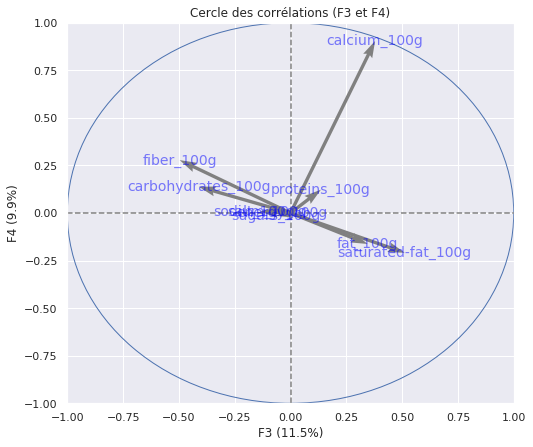 Cercle des corrélations (F3 et F4)
1.00
calcium_100g
0.75
0.50
fiber_100g
0.25
carbohydrates_100g
proteins_100g
0.00
fat_100g
saturated-fat_100g
−0.25
−0.50
−0.75
−1.00
F4 (9.9%)
−1.00 −0.75 −0.50 −0.25 0.00 0.25 0.50 0.75 1.00
F3 (11.5%)